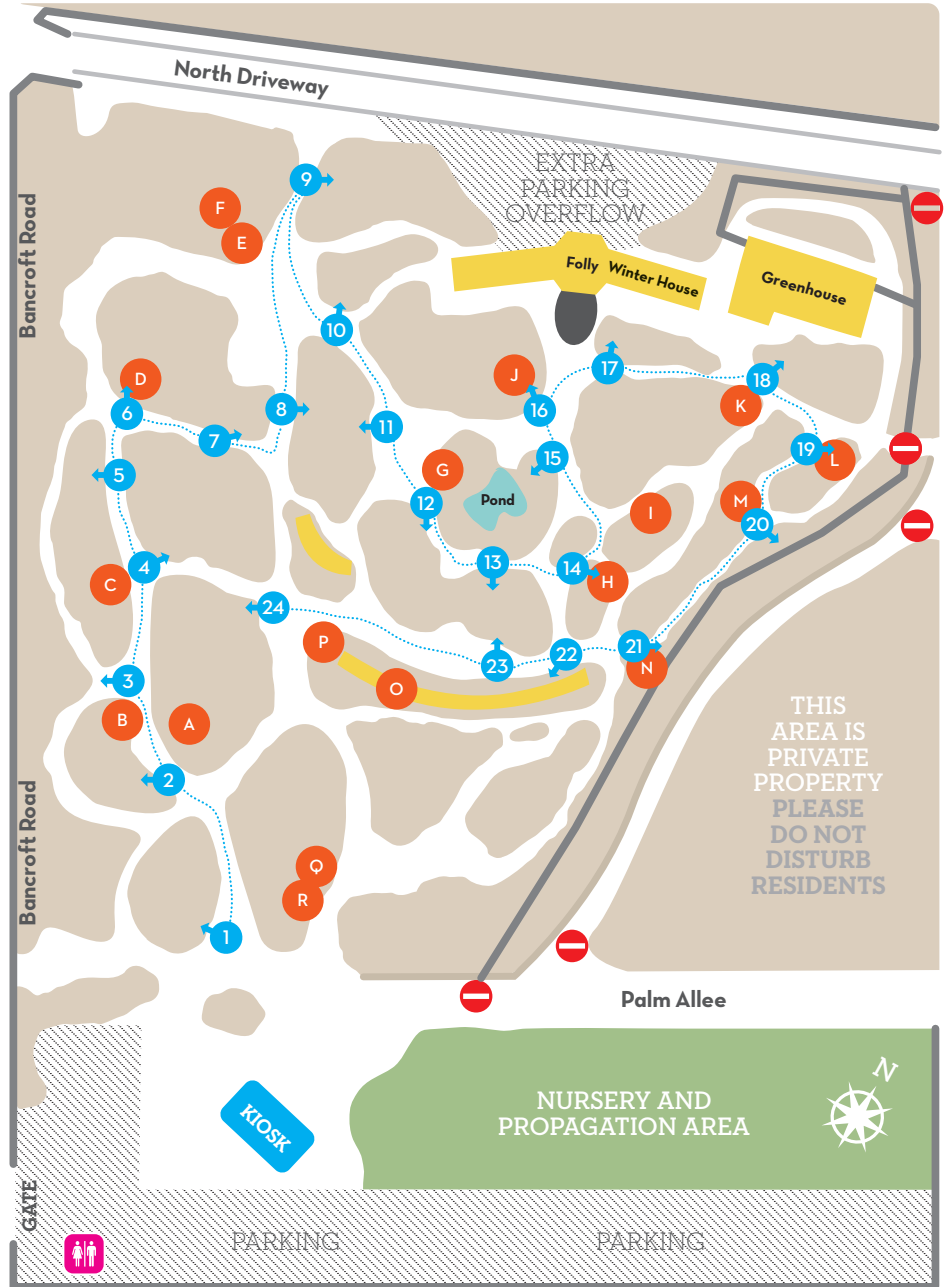 North Driveway
EXTRA
PARKING
OVERFLOW
9
F
E
Bancroft Road
Folly
Winter House
Greenhouse
10
D
6
J
17
18
8
16
K
7
11
5
15
19
L
G
12
Pond
M
I
20
4
C
13
14
H
24
P
23
22
21
N
3
O
B
A
2
THIS
AREA IS
PRIVATE
PROPERTY
PLEASE
DO NOT
DISTURB
RESIDENTS
Bancroft Road
Q
R
1
Palm Allee
N
NURSERY AND
PROPAGATION AREA
KIOSK
GATE
PARKING
PARKING